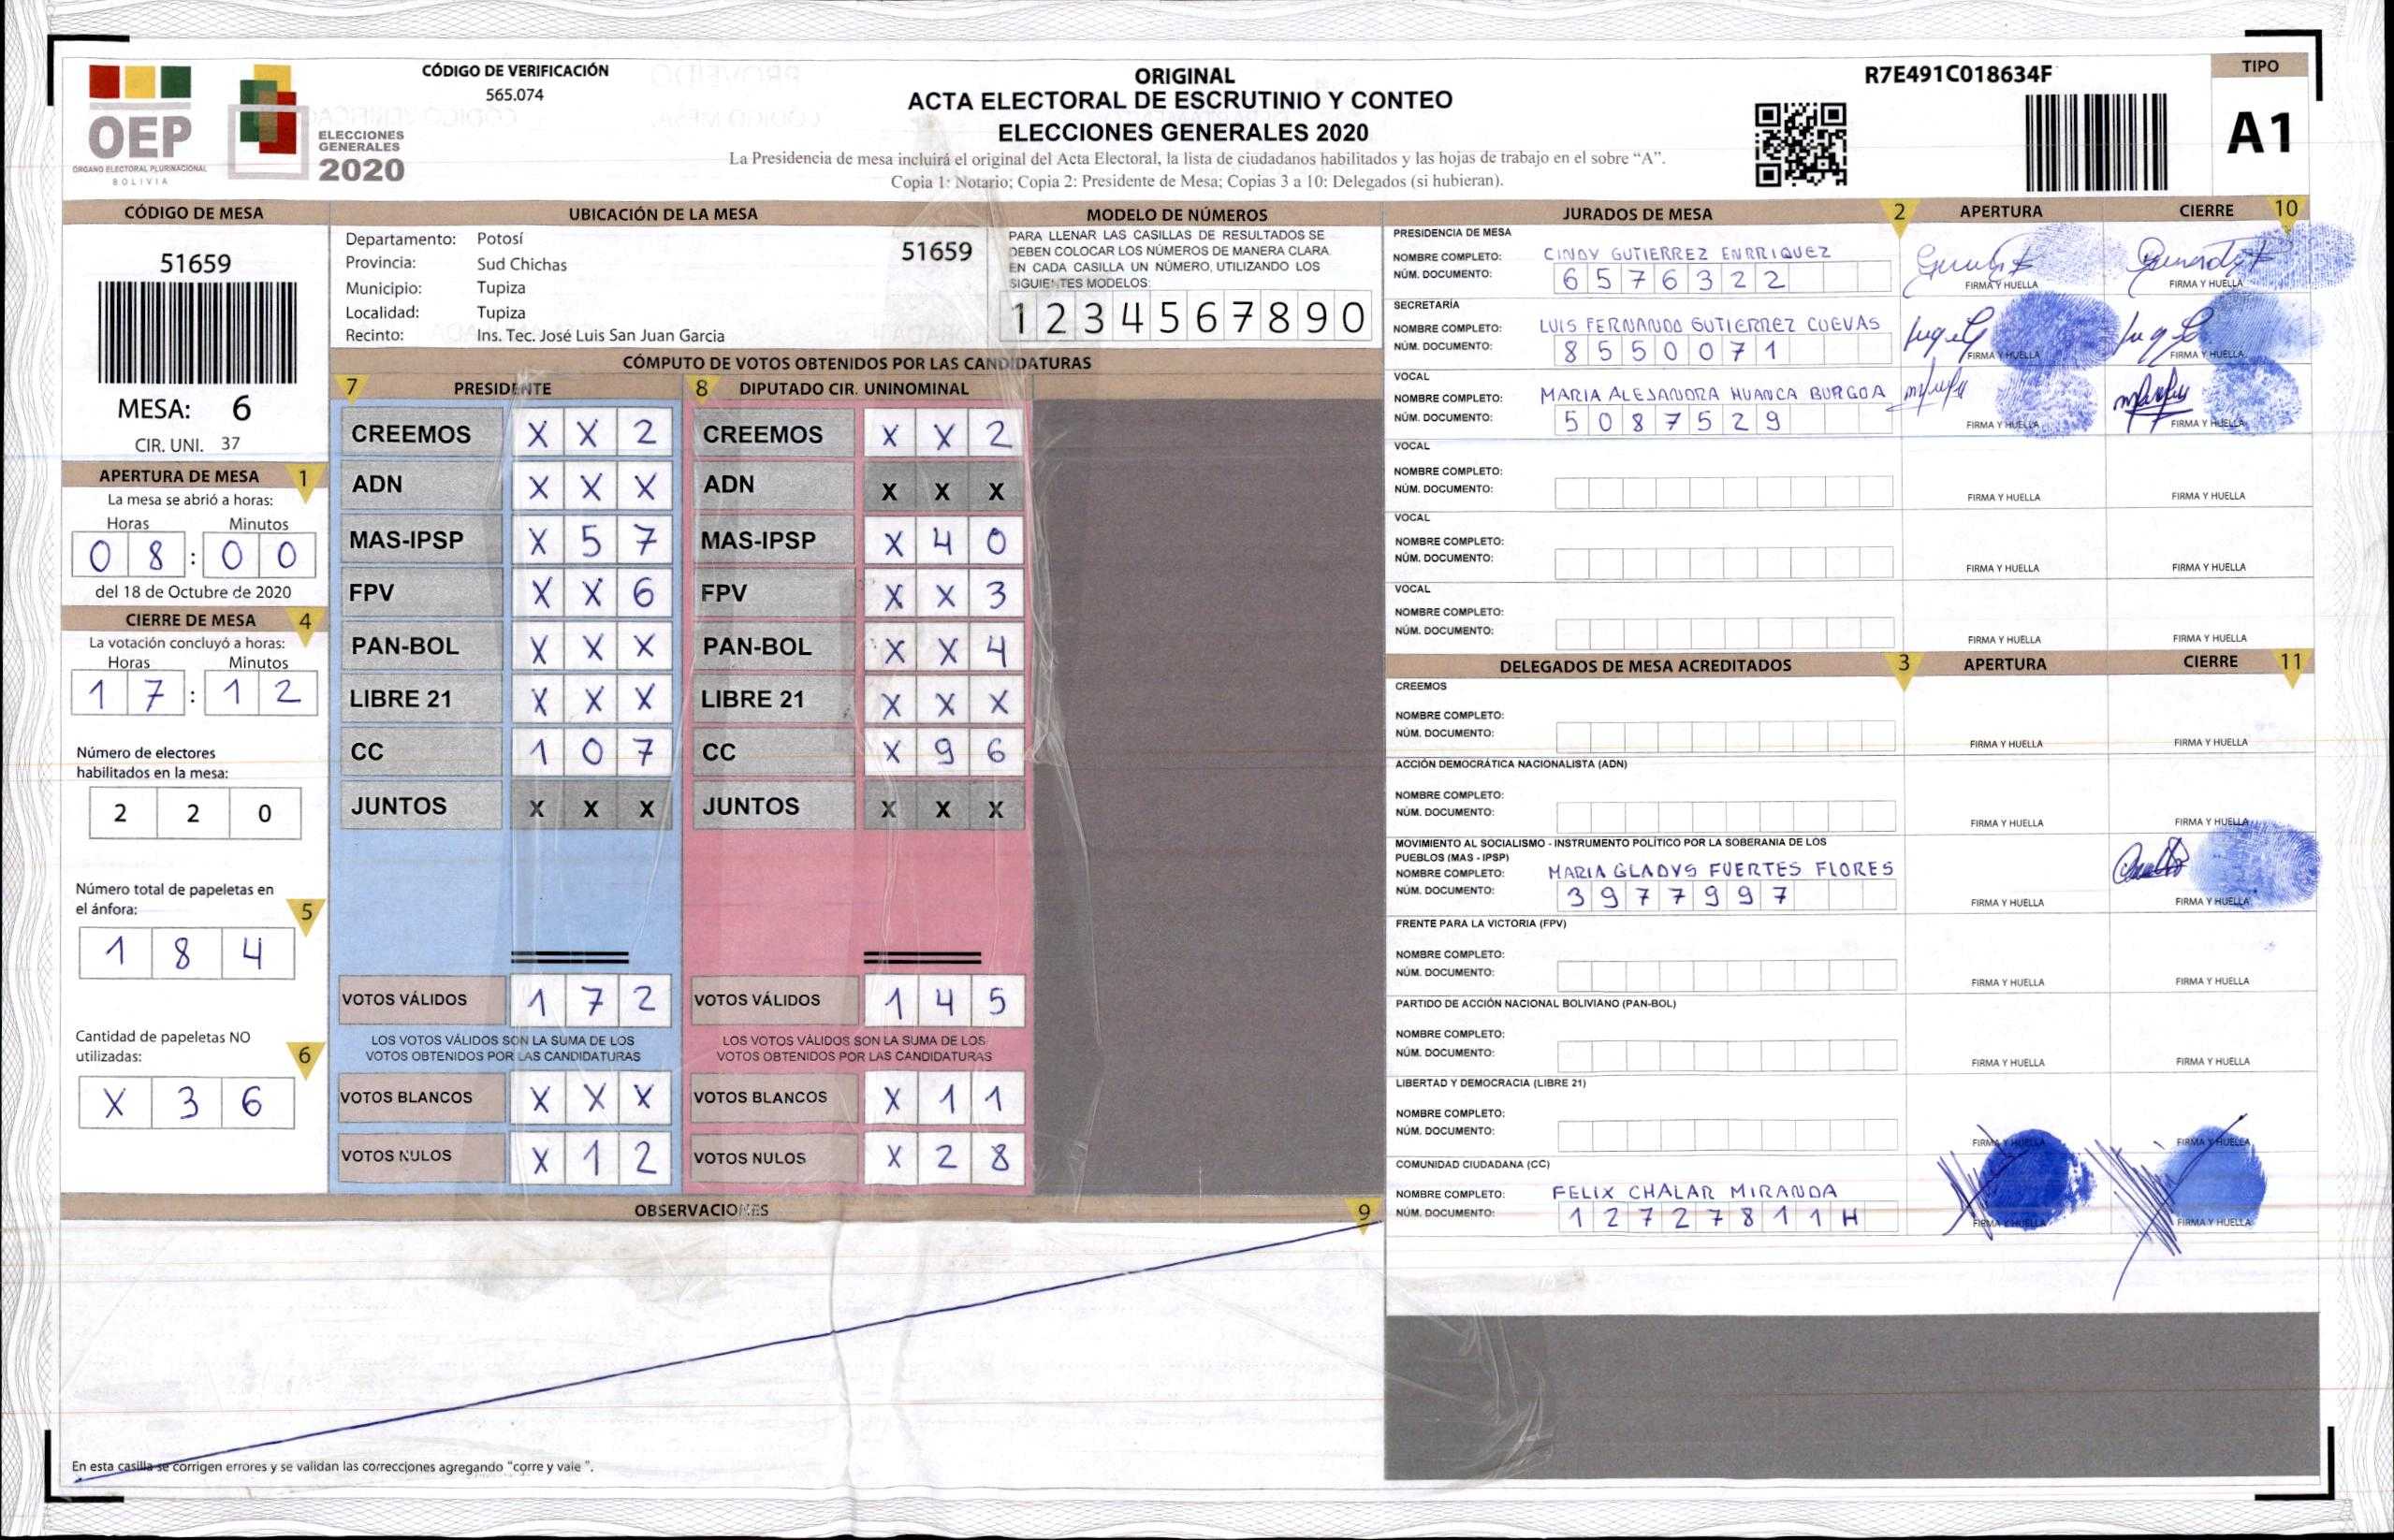 OEP
ÓRGANO ELECTORAL PLURINACIONAL
BOLIVIA
ELECCIONES
GENERALES
2020
CÓDIGO DE VERIFICACIÓN
565.074
ORIGINAL
ACTA ELECTORAL DE ESCRUTINIO Y CONTEO
ELECCIONES GENERALES 2020
La Presidencia de mesa incluirá el original del Acta Electoral, la lista de ciudadanos habilitados y las hojas de trabajo en el sobre “A”.
Copia 1: Notario; Copia 2: Presidente de Mesa; Copias 3 a 10: Delegados (si hubieran).
R7E491C018634F
TIPO
A1
CÓDIGO DE MESA
51659
MESA: 6
CIR. UNI. 37
APERTURA DE MESA 1
La mesa se abrió a horas:
Horas Minutos
0 8 : 0 0
del 18 de Octubre de 2020
CIERRE DE MESA 4
La votación concluyó a horas:
Horas Minutos
1 7 : 1 2
Número de electores
habilitados en la mesa:
2 2 0
Número total de papeletas en
el ánfora: 5
1 8 4
Cantidad de papeletas NO
utilizadas: 6
X 3 6
UBICACIÓN DE LA MESA
Departamento: Potosí
51659
Provincia: Sud Chichas
Municipio: Tupiza
Localidad: Tupiza
Recinto: Ins. Tec. José Luis San Juan Garcia
MODELO DE NÚMEROS
PARA LLENAR LAS CASILLAS DE RESULTADOS SE
DEBEN COLOCAR LOS NÚMEROS DE MANERA CLARA
EN CADA CASILLA UN NÚMERO, UTILIZANDO LOS
SIGUIENTES MODELOS:
1 2 3 4 5 6 7 8 9 0
CÓMPUTO DE VOTOS OBTENIDOS POR LAS CANDIDATURAS
7 PRESIDENTE
CREEMOS X X 2
ADN X X X
MAS-IPSP X 5 7
FPV X X 6
PAN-BOL X X X
LIBRE 21 X X X
CC 1 0 7
JUNTOS X X X
VOTOS VÁLIDOS 1 7 2
LOS VOTOS VÁLIDOS SON LA SUMA DE LOS
VOTOS OBTENIDOS POR LAS CANDIDATURAS
VOTOS BLANCOS X X X
VOTOS NULOS X 1 2
8 DIPUTADO CIR. UNINOMINAL
CREEMOS X X 2
ADN X X X
MAS-IPSP X 4 0
FPV X X 3
PAN-BOL X X 4
LIBRE 21 X X X
CC X 9 6
JUNTOS X X X
VOTOS VÁLIDOS 1 4 5
LOS VOTOS VÁLIDOS SON LA SUMA DE LOS
VOTOS OBTENIDOS POR LAS CANDIDATURAS
VOTOS BLANCOS X 1 1
VOTOS NULOS X 2 8
OBSERVACIONES 9
En esta casilla se corrigen errores y se validan las correcciones agregando “corre y vale ”.
JURADOS DE MESA 2 APERTURA CIERRE 10
PRESIDENCIA DE MESA
NOMBRE COMPLETO: CINDY GUTIERREZ ENRRIQUEZ
NÚM. DOCUMENTO: 6 5 7 6 3 2 2
FIRMA Y HUELLA FIRMA Y HUELLA
SECRETARÍA
NOMBRE COMPLETO: LUIS FERNANDO GUTIERREZ CUEVAS
NÚM. DOCUMENTO: 8 5 5 0 0 7 1
FIRMA Y HUELLA FIRMA Y HUELLA
VOCAL
NOMBRE COMPLETO: MARIA ALEJANDRA HUANCA BURGOA
NÚM. DOCUMENTO: 5 0 8 7 5 2 9
FIRMA Y HUELLA FIRMA Y HUELLA
VOCAL
NOMBRE COMPLETO:
NÚM. DOCUMENTO:
FIRMA Y HUELLA FIRMA Y HUELLA
VOCAL
NOMBRE COMPLETO:
NÚM. DOCUMENTO:
FIRMA Y HUELLA FIRMA Y HUELLA
VOCAL
NOMBRE COMPLETO:
NÚM. DOCUMENTO:
FIRMA Y HUELLA FIRMA Y HUELLA
DELEGADOS DE MESA ACREDITADOS 3 APERTURA CIERRE 11
CREEMOS
NOMBRE COMPLETO:
NÚM. DOCUMENTO:
FIRMA Y HUELLA FIRMA Y HUELLA
ACCIÓN DEMOCRÁTICA NACIONALISTA (ADN)
NOMBRE COMPLETO:
NÚM. DOCUMENTO:
FIRMA Y HUELLA FIRMA Y HUELLA
MOVIMIENTO AL SOCIALISMO - INSTRUMENTO POLÍTICO POR LA SOBERANIA DE LOS
PUEBLOS (MAS - IPSP)
NOMBRE COMPLETO: MARIA GLADYS FUERTES FLORES
NÚM. DOCUMENTO: 3 9 7 7 9 9 7
FIRMA Y HUELLA FIRMA Y HUELLA
FRENTE PARA LA VICTORIA (FPV)
NOMBRE COMPLETO:
NÚM. DOCUMENTO:
FIRMA Y HUELLA FIRMA Y HUELLA
PARTIDO DE ACCIÓN NACIONAL BOLIVIANO (PAN-BOL)
NOMBRE COMPLETO:
NÚM. DOCUMENTO:
FIRMA Y HUELLA FIRMA Y HUELLA
LIBERTAD Y DEMOCRACIA (LIBRE 21)
NOMBRE COMPLETO:
NÚM. DOCUMENTO:
FIRMA Y HUELLA FIRMA Y HUELLA
COMUNIDAD CIUDADANA (CC)
NOMBRE COMPLETO: FELIX CHALAR MIRANDA
NÚM. DOCUMENTO: 1 2 7 2 7 8 1 1 H
FIRMA Y HUELLA FIRMA Y HUELLA